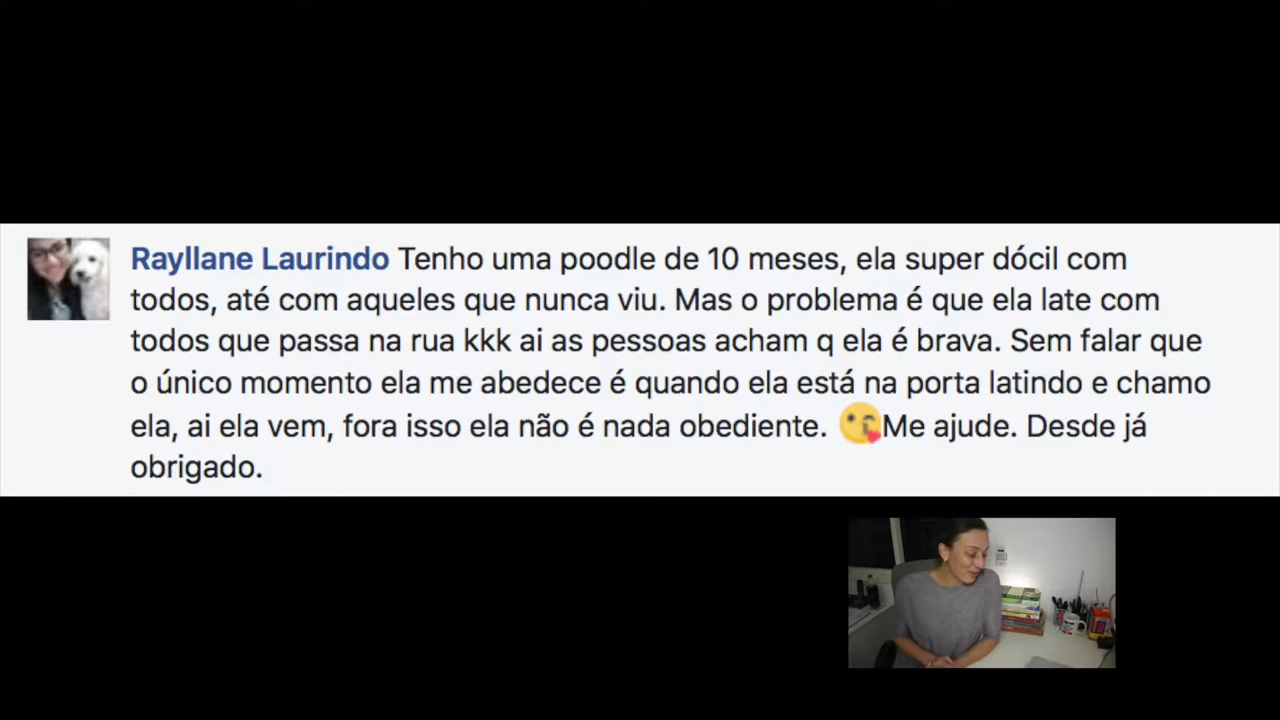 Rayllane Laurindo Tenho uma poodle de 10 meses, ela super dócil com
todos, até com aqueles que nunca viu. Mas o problema é que ela late com
todos que passa na rua kkk ai as pessoas acham q ela é brava. Sem falar que
o único momento ela me abedece é quando ela está na porta latindo e chamo
ela, ai ela vem, fora isso ela não é nada obediente. 😘Me ajude. Desde já
obrigado.